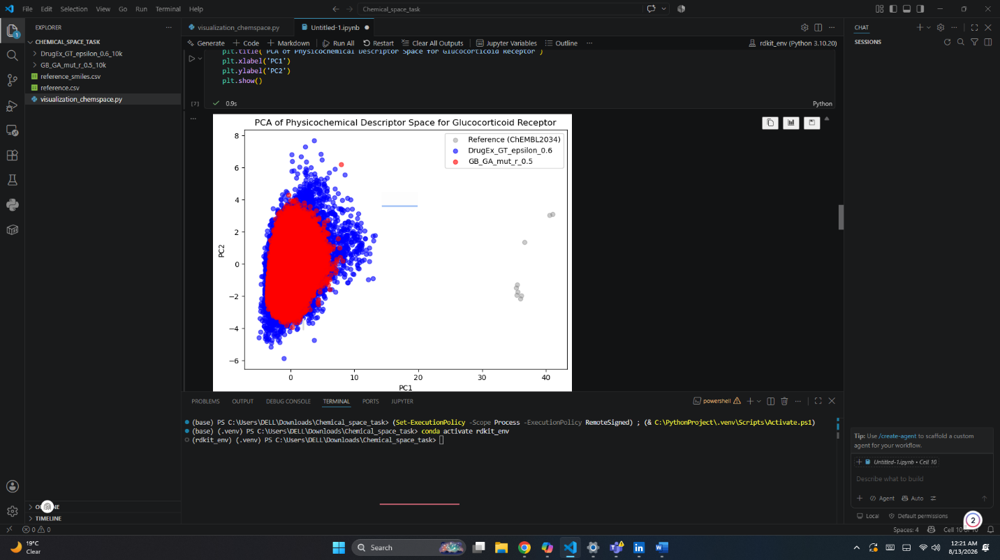 File Edit Selection View Go Run Terminal Help
Chemical_space_task
EXPLORER
CHEMICAL_SPACE_TASK
DrugEx_GT_epsilon_0.6_10k
GB_GA_mut_r_0.5_10k
reference_smiles.csv
reference.csv
visualization_chemspace.py
OUTLINE
TIMELINE
visualization_chemspace.py
Untitled-1.ipynb
Generate + Code + Markdown Run All Restart Clear All Outputs Jupyter Variables Outline ...
rdkit_env (Python 3.10.20)
plt.title('PCA of Physicochemical Descriptor Space for Glucocorticoid Receptor')
plt.xlabel('PC1')
plt.ylabel('PC2')
plt.show()
[7] 0.9s
Python
PCA of Physicochemical Descriptor Space for Glucocorticoid Receptor
Reference (ChEMBL2034)
DrugEx_GT_epsilon_0.6
GB_GA_mut_r_0.5
8
6
4
2
0
−2
−4
−6
PC2
0 10 20 30 40
PC1
PROBLEMS OUTPUT DEBUG CONSOLE TERMINAL PORTS JUPYTER
powershell
(base) PS C:\Users\DELL\Downloads\Chemical_space_task> (Set-ExecutionPolicy -Scope Process -ExecutionPolicy RemoteSigned) ; (& C:\PythonProject\.venv\Scripts\Activate.ps1)
(base) (.venv) PS C:\Users\DELL\Downloads\Chemical_space_task> conda activate rdkit_env
(rdkit_env) (.venv) PS C:\Users\DELL\Downloads\Chemical_space_task>
CHAT
SESSIONS
Tip: Use /create-agent to scaffold a custom
agent for your workflow.
Untitled-1.ipynb • Cell 10
Describe what to build
Agent Auto
Local Default permissions
2
0 0
Spaces: 4 Cell 10 of 10
19°C
Clear
Search
12:21 AM
8/13/2026